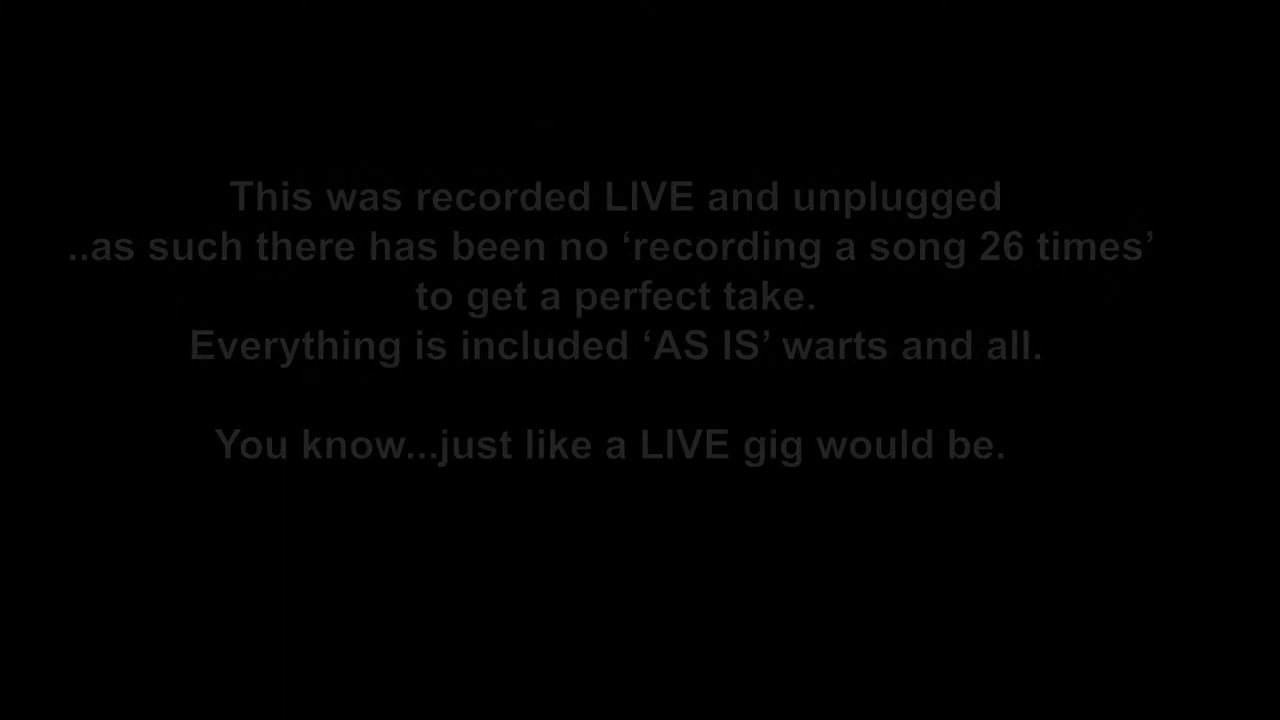 This was recorded LIVE and unplugged
..as such there has been no ‘recording a song 26 times’
to get a perfect take.
Everything is included ‘AS IS’ warts and all.
You know...just like a LIVE gig would be.